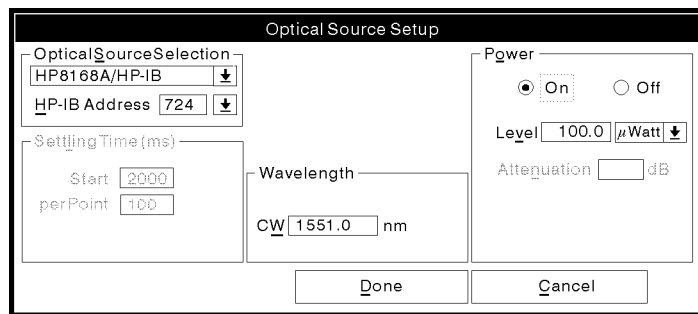 Optical Source Setup
OpticalSourceSelection
HP8168A/HP-IB
HP-IB Address 724
Settling Time (ms)
Start 2000
perPoint 100
Wavelength
CW 1551.0 nm
Power
On Off
Level 100.0 µWatt
Attenuation dB
Done Cancel